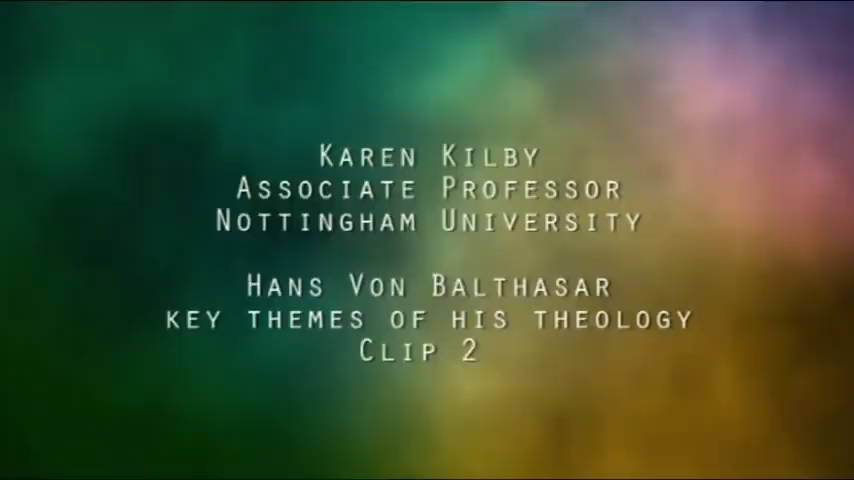 Karen Kilby
Associate Professor
Nottingham University
Hans Von Balthasar
key themes of his theology
Clip 2